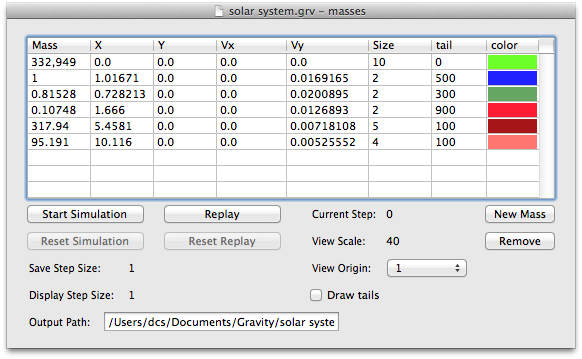 solar system.grv – masses
Mass X Y Vx Vy Size tail color
332,949 0.0 0.0 0.0 0.0 10 0
1 1.01671 0.0 0.0 0.0169165 2 500
0.81528 0.728213 0.0 0.0 0.0200895 2 300
0.10748 1.666 0.0 0.0 0.0126893 2 900
317.94 5.4581 0.0 0.0 0.00718108 5 100
95.191 10.116 0.0 0.0 0.00525552 4 100
Start Simulation Replay Current Step: 0 New Mass
Reset Simulation Reset Replay View Scale: 40 Remove
Save Step Size: 1 View Origin: 1
Display Step Size: 1 Draw tails
Output Path: /Users/dcs/Documents/Gravity/solar syste